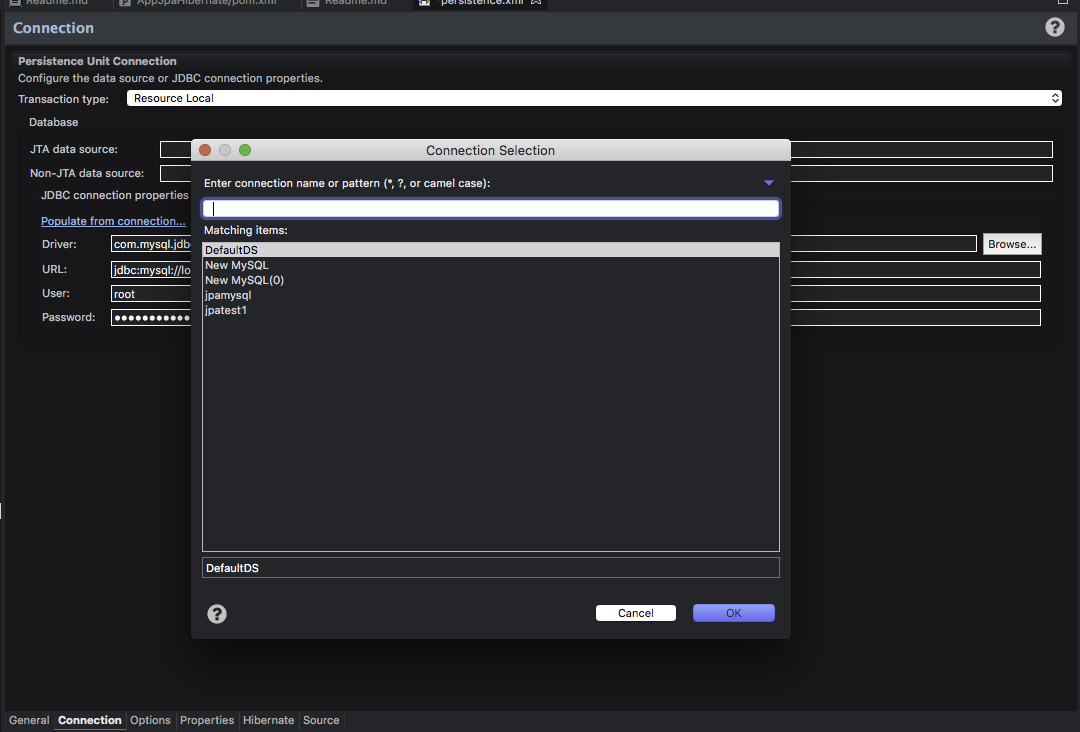 Readme.md AppJpaHibernate/pom.xml Readme.md *persistence.xml
Connection
Persistence Unit Connection
Configure the data source or JDBC connection properties.
Transaction type: Resource Local
Database
JTA data source:
Non-JTA data source:
JDBC connection properties
Populate from connection...
Driver: com.mysql.jdbc
Browse...
URL: jdbc:mysql://lo
User: root
Password: ●●●●●●●●●●●
Connection Selection
Enter connection name or pattern (*, ?, or camel case):
Matching items:
DefaultDS
New MySQL
New MySQL(0)
jpamysql
jpatest1
DefaultDS
Cancel OK
General Connection Options Properties Hibernate Source